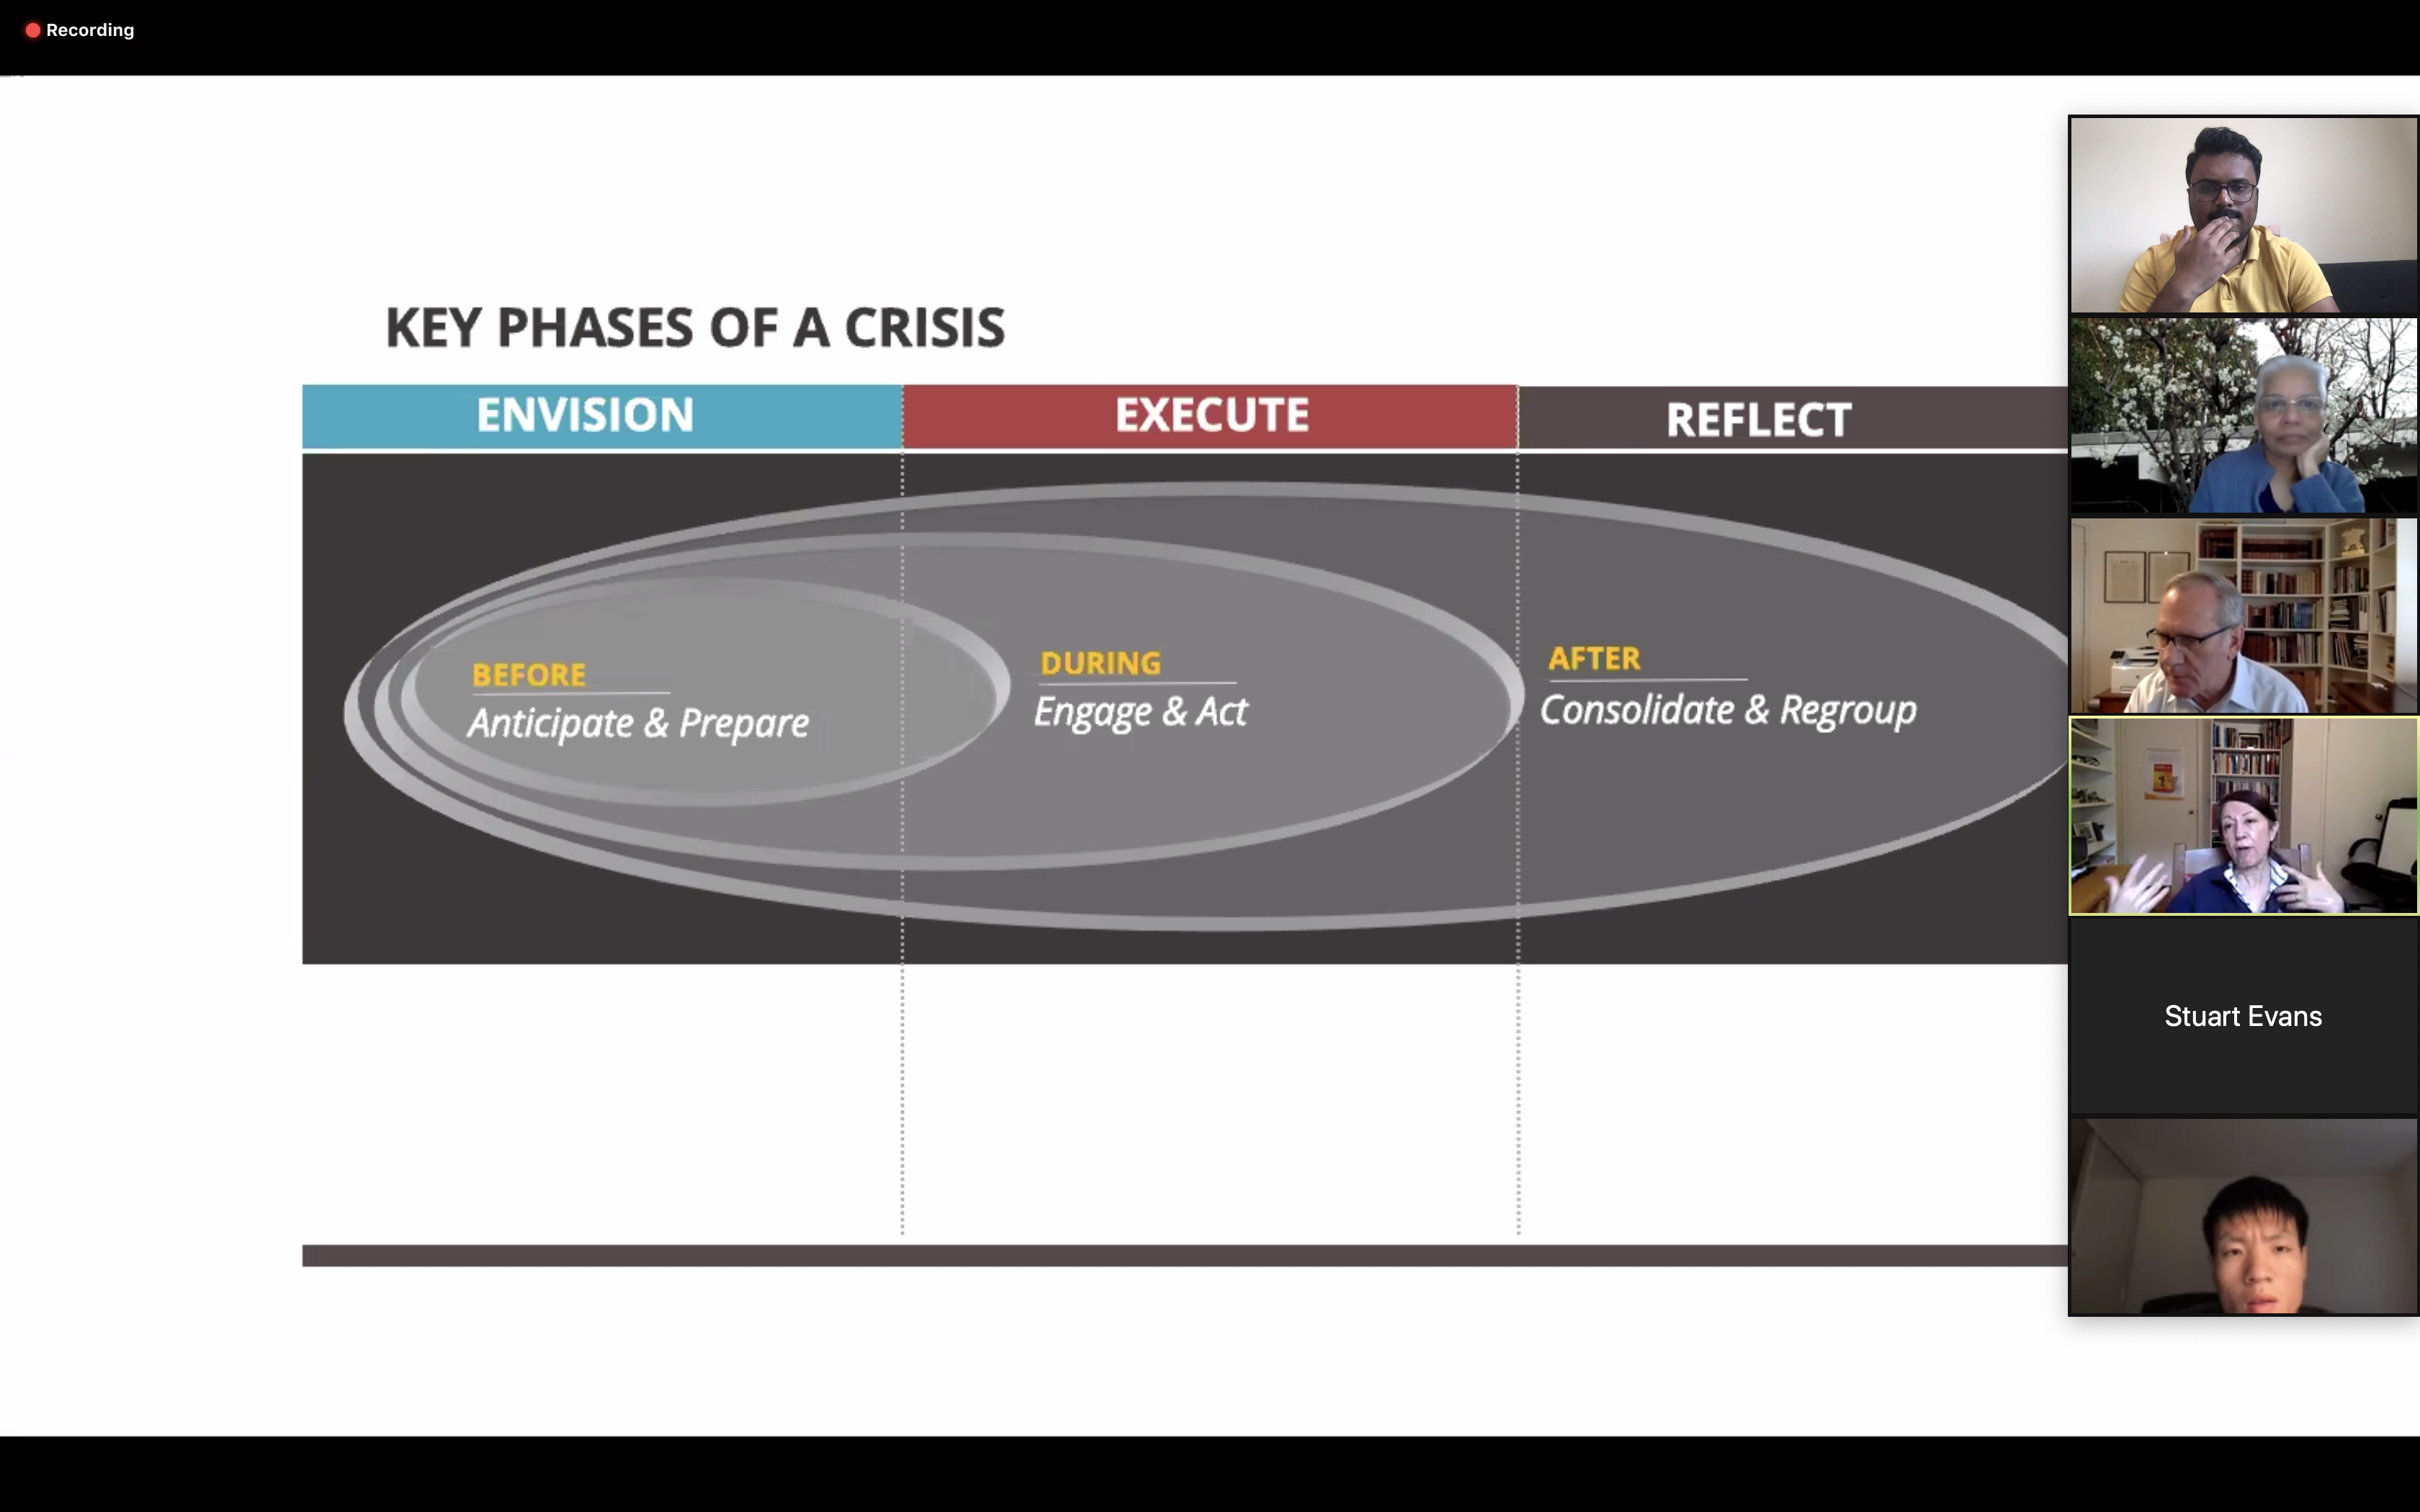 Recording
KEY PHASES OF A CRISIS
ENVISION
EXECUTE
REFLECT
BEFORE
Anticipate & Prepare
DURING
Engage & Act
AFTER
Consolidate & Regroup
Stuart Evans